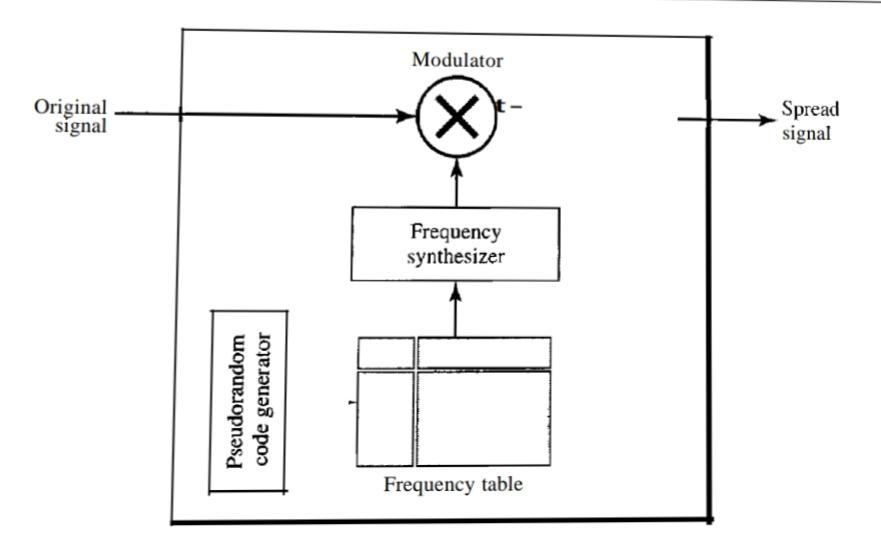 Modulator
Original
signal
t –
Spread
signal
Frequency
synthesizer
Pseudorandom
code generator
Frequency table